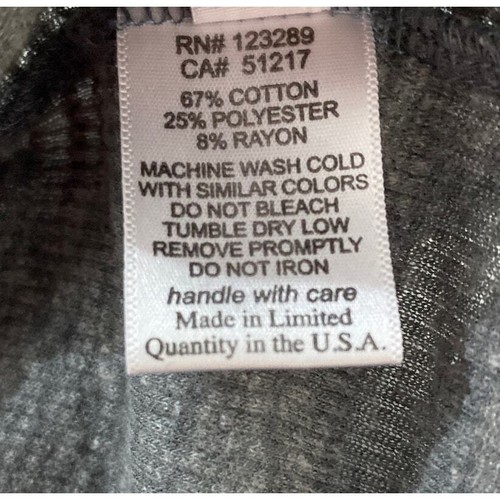 RN# 123289
CA# 51217
67% COTTON
25% POLYESTER
8% RAYON
MACHINE WASH COLD
WITH SIMILAR COLORS
DO NOT BLEACH
TUMBLE DRY LOW
REMOVE PROMPTLY
DO NOT IRON
handle with care
Made in Limited
Quantity in the U.S.A.